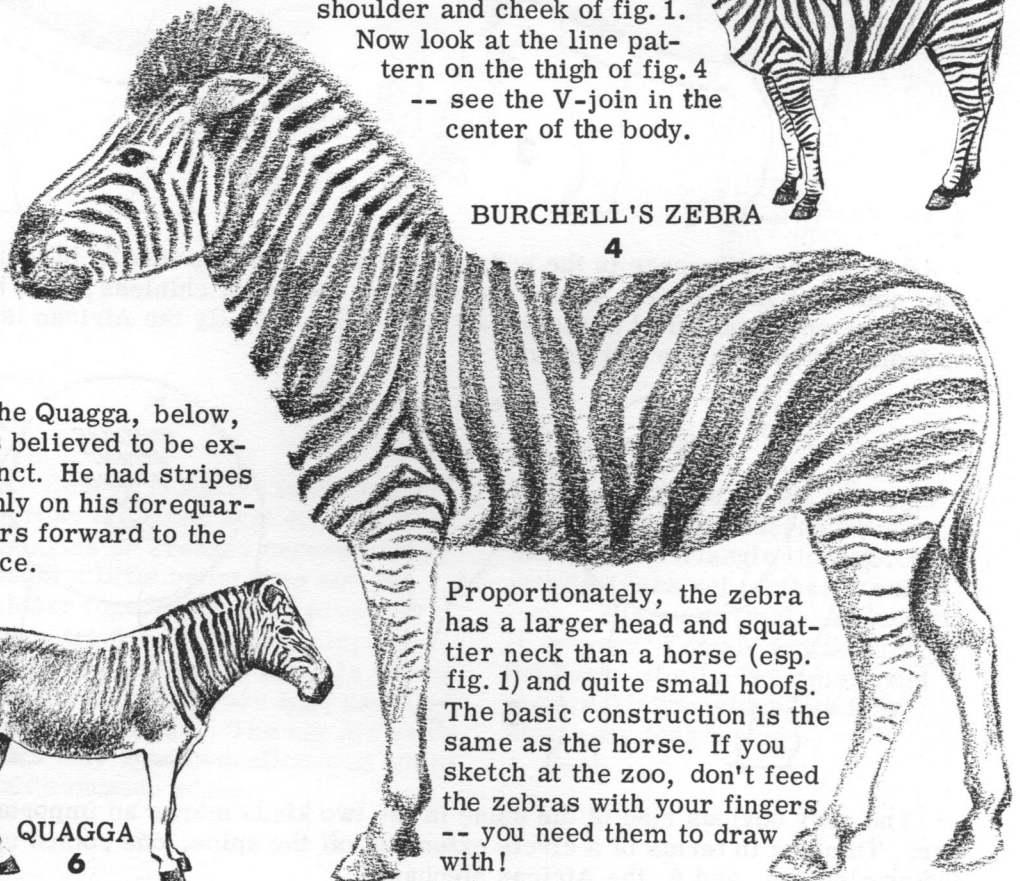 shoulder and cheek of fig. 1.
Now look at the line pat-
tern on the thigh of fig. 4
-- see the V-join in the
center of the body.
BURCHELL'S ZEBRA
4
he Quagga, below,
s believed to be ex-
nct. He had stripes
nly on his forequar-
rs forward to the
ce.
QUAGGA
6
Proportionately, the zebra
has a larger head and squat-
tier neck than a horse (esp.
fig. 1) and quite small hoofs.
The basic construction is the
same as the horse. If you
sketch at the zoo, don't feed
the zebras with your fingers
-- you need them to draw
with!